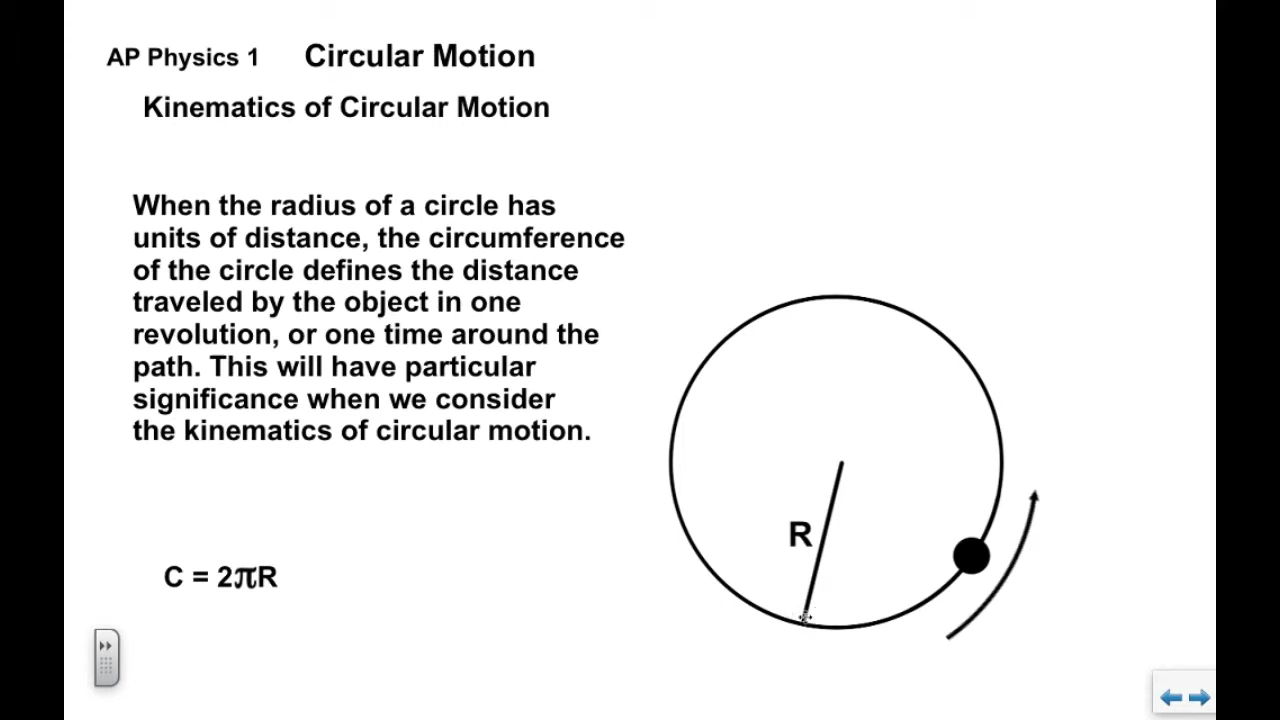 AP Physics 1 Circular Motion
Kinematics of Circular Motion
When the radius of a circle has
units of distance, the circumference
of the circle defines the distance
traveled by the object in one
revolution, or one time around the
path. This will have particular
significance when we consider
the kinematics of circular motion.
R
C = 2πR